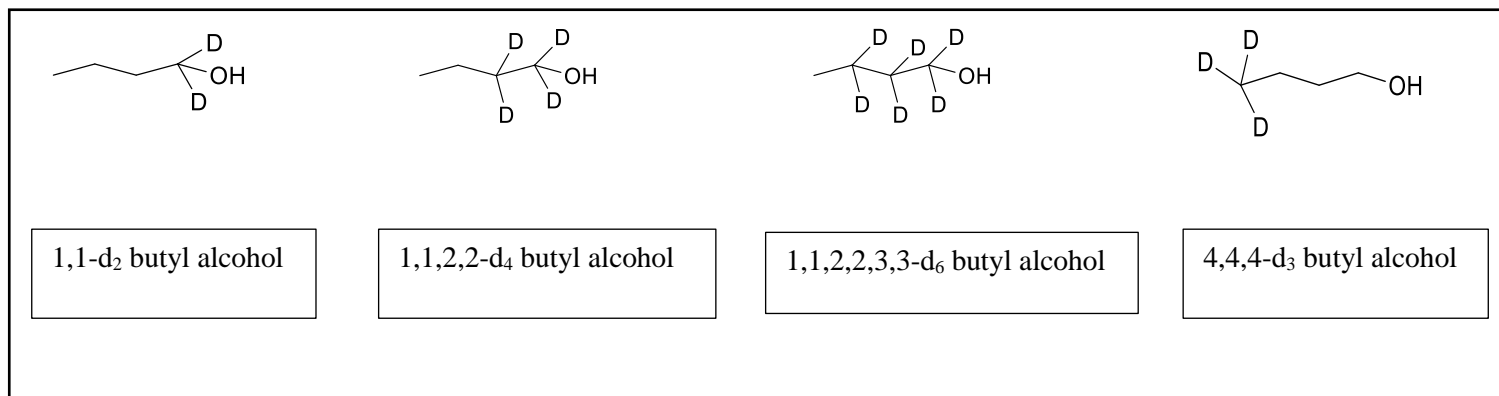 D
OH
D
D D
OH
D D
D D D
OH
D D D
D
D
OH
D
1,1-d₂ butyl alcohol
1,1,2,2-d₄ butyl alcohol
1,1,2,2,3,3-d₆ butyl alcohol
4,4,4-d₃ butyl alcohol